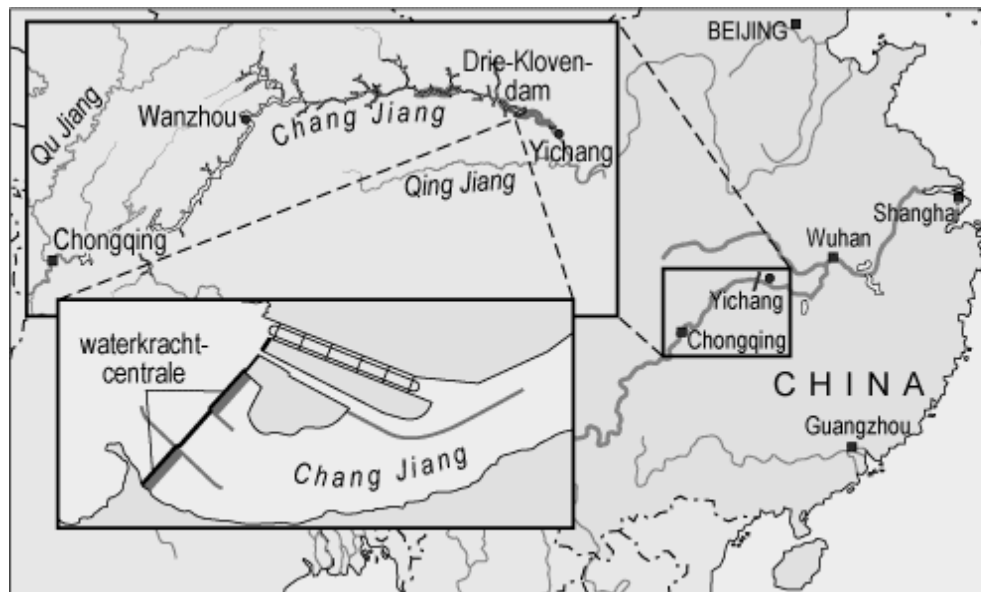 BEIJING
Drie-Kloven-
dam
Wanzhou
Chang Jiang
Qu Jiang
Yichang
Qing Jiang
Chongqing
Shangha
Wuhan
Yichang
Chongqing
waterkracht-
centrale
CHINA
Guangzhou
Chang Jiang